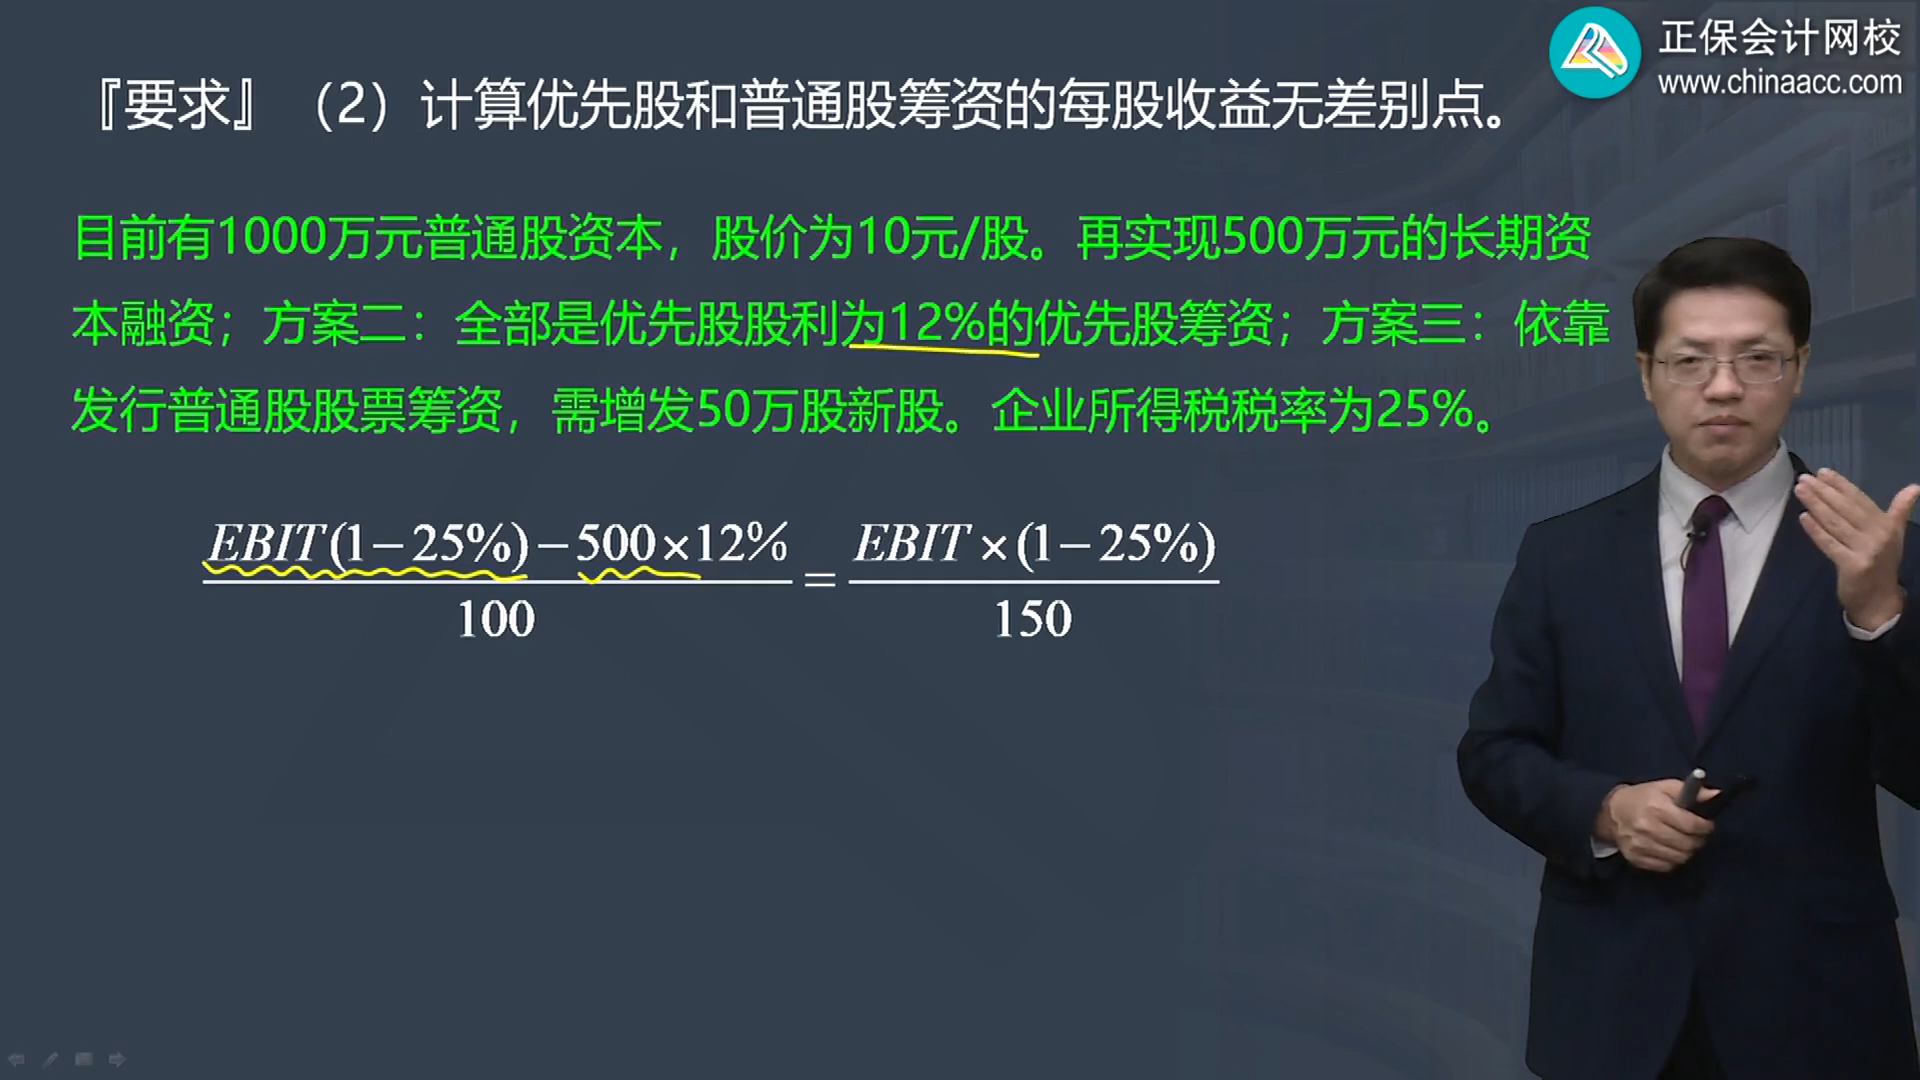 正保会计网校
www.chinaacc.com
『要求』（2）计算优先股和普通股筹资的每股收益无差别点。
目前有1000万元普通股资本，股价为10元/股。再实现500万元的长期资
本融资；方案二：全部是优先股股利为12%的优先股筹资；方案三：依靠
发行普通股股票筹资，需增发50万股新股。企业所得税税率为25%。
EBIT(1－25%)－500×12% / 100 = EBIT×(1－25%) / 150